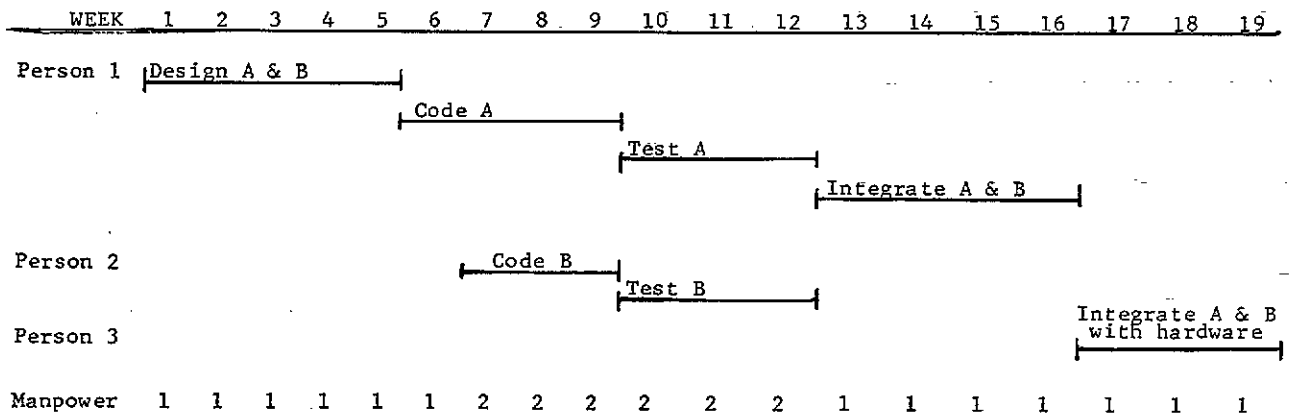 WEEK 1 2 3 4 5 6 7 8 9 10 11 12 13 14 15 16 17 18 19
Person 1 Design A & B
Code A
Test A
Integrate A & B
Person 2 Code B
Test B
Integrate A & B
Person 3 with hardware
Manpower 1 1 1 1 1 1 2 2 2 2 2 2 1 1 1 1 1 1 1